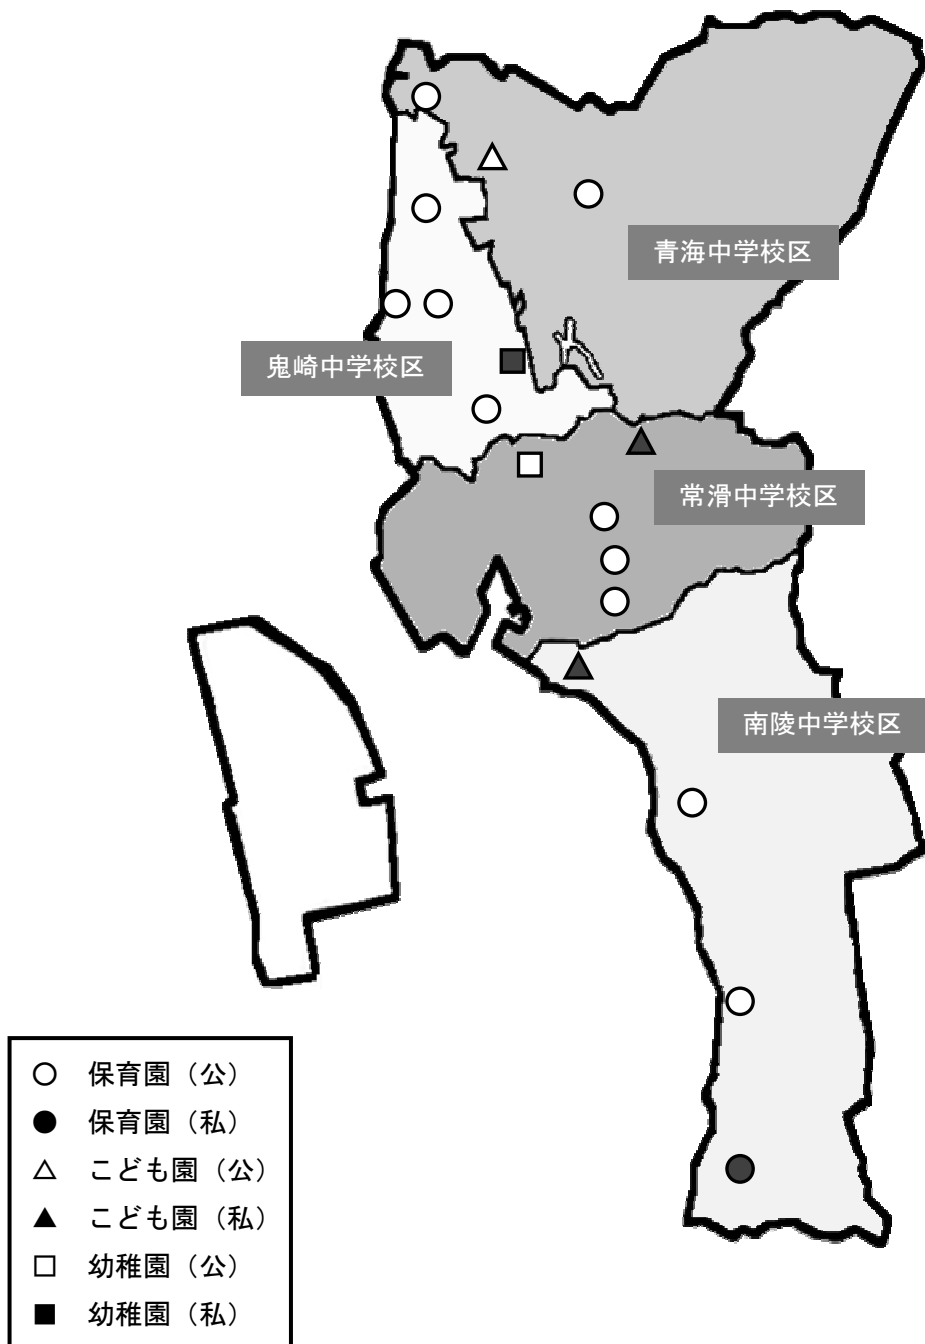 青海中学校区
鬼崎中学校区
常滑中学校区
南陵中学校区
保育園（公）
保育園（私）
こども園（公）
こども園（私）
幼稚園（公）
幼稚園（私）